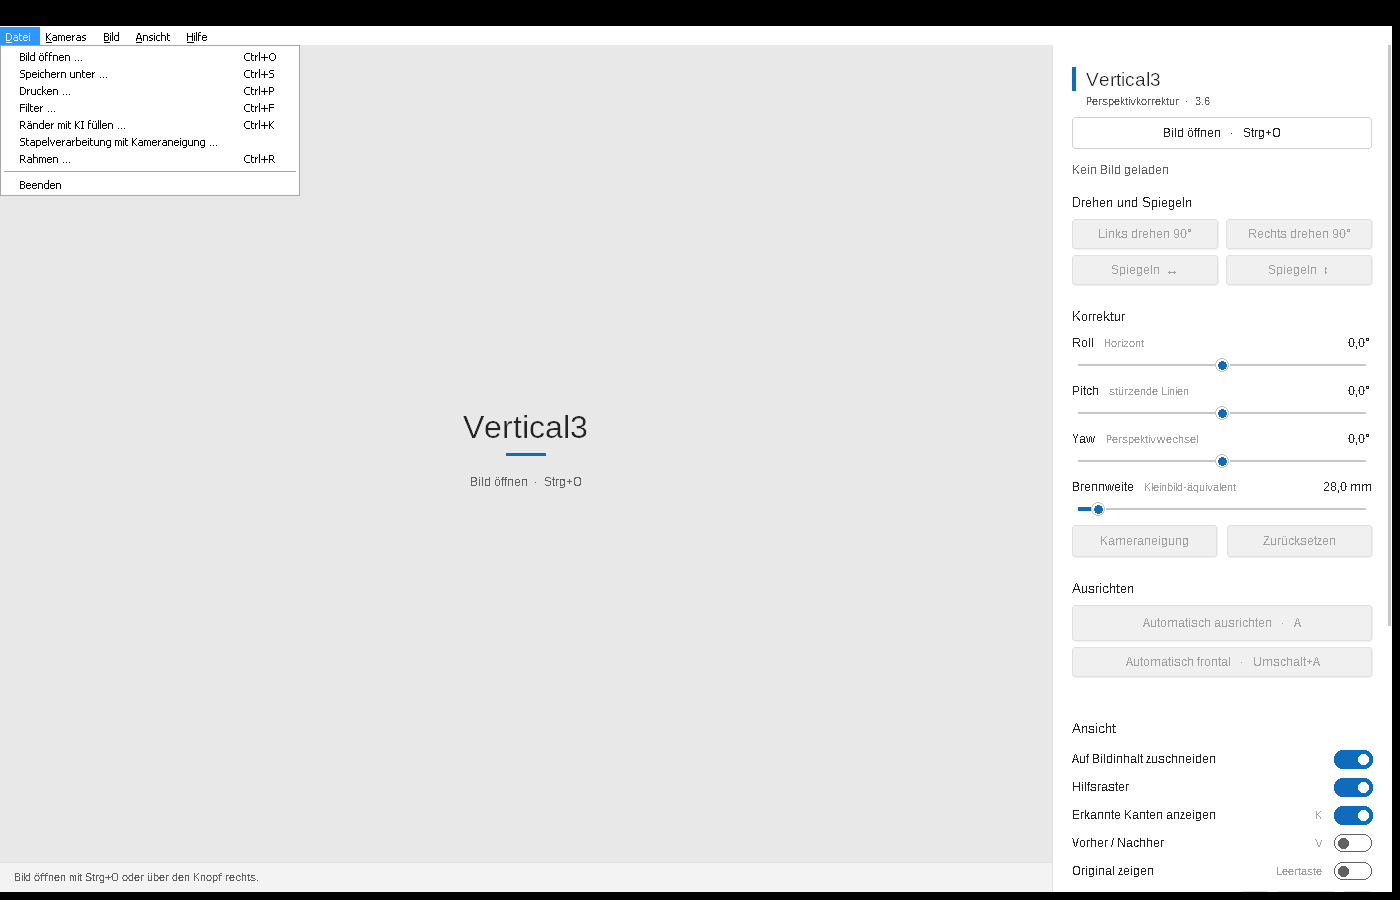 Datei Kameras Bild Ansicht Hilfe
Bild öffnen ... Ctrl+O
Speichern unter ... Ctrl+S
Drucken ... Ctrl+P
Filter ... Ctrl+F
Ränder mit KI füllen ... Ctrl+K
Stapelverarbeitung mit Kameraneigung ...
Rahmen ... Ctrl+R
Beenden
Vertical3
Bild öffnen · Strg+O
Bild öffnen mit Strg+O oder über den Knopf rechts.
Vertical3
Perspektivkorrektur · 3.6
Bild öffnen · Strg+O
Kein Bild geladen
Drehen und Spiegeln
Links drehen 90° Rechts drehen 90°
Spiegeln ↔ Spiegeln ↕
Korrektur
Roll Horizont 0,0°
Pitch stürzende Linien 0,0°
Yaw Perspektivwechsel 0,0°
Brennweite Kleinbild-äquivalent 28,0 mm
Kameraneigung Zurücksetzen
Ausrichten
Automatisch ausrichten · A
Automatisch frontal · Umschalt+A
Ansicht
Auf Bildinhalt zuschneiden
Hilfsraster
Erkannte Kanten anzeigen K
Vorher / Nachher V
Original zeigen Leertaste